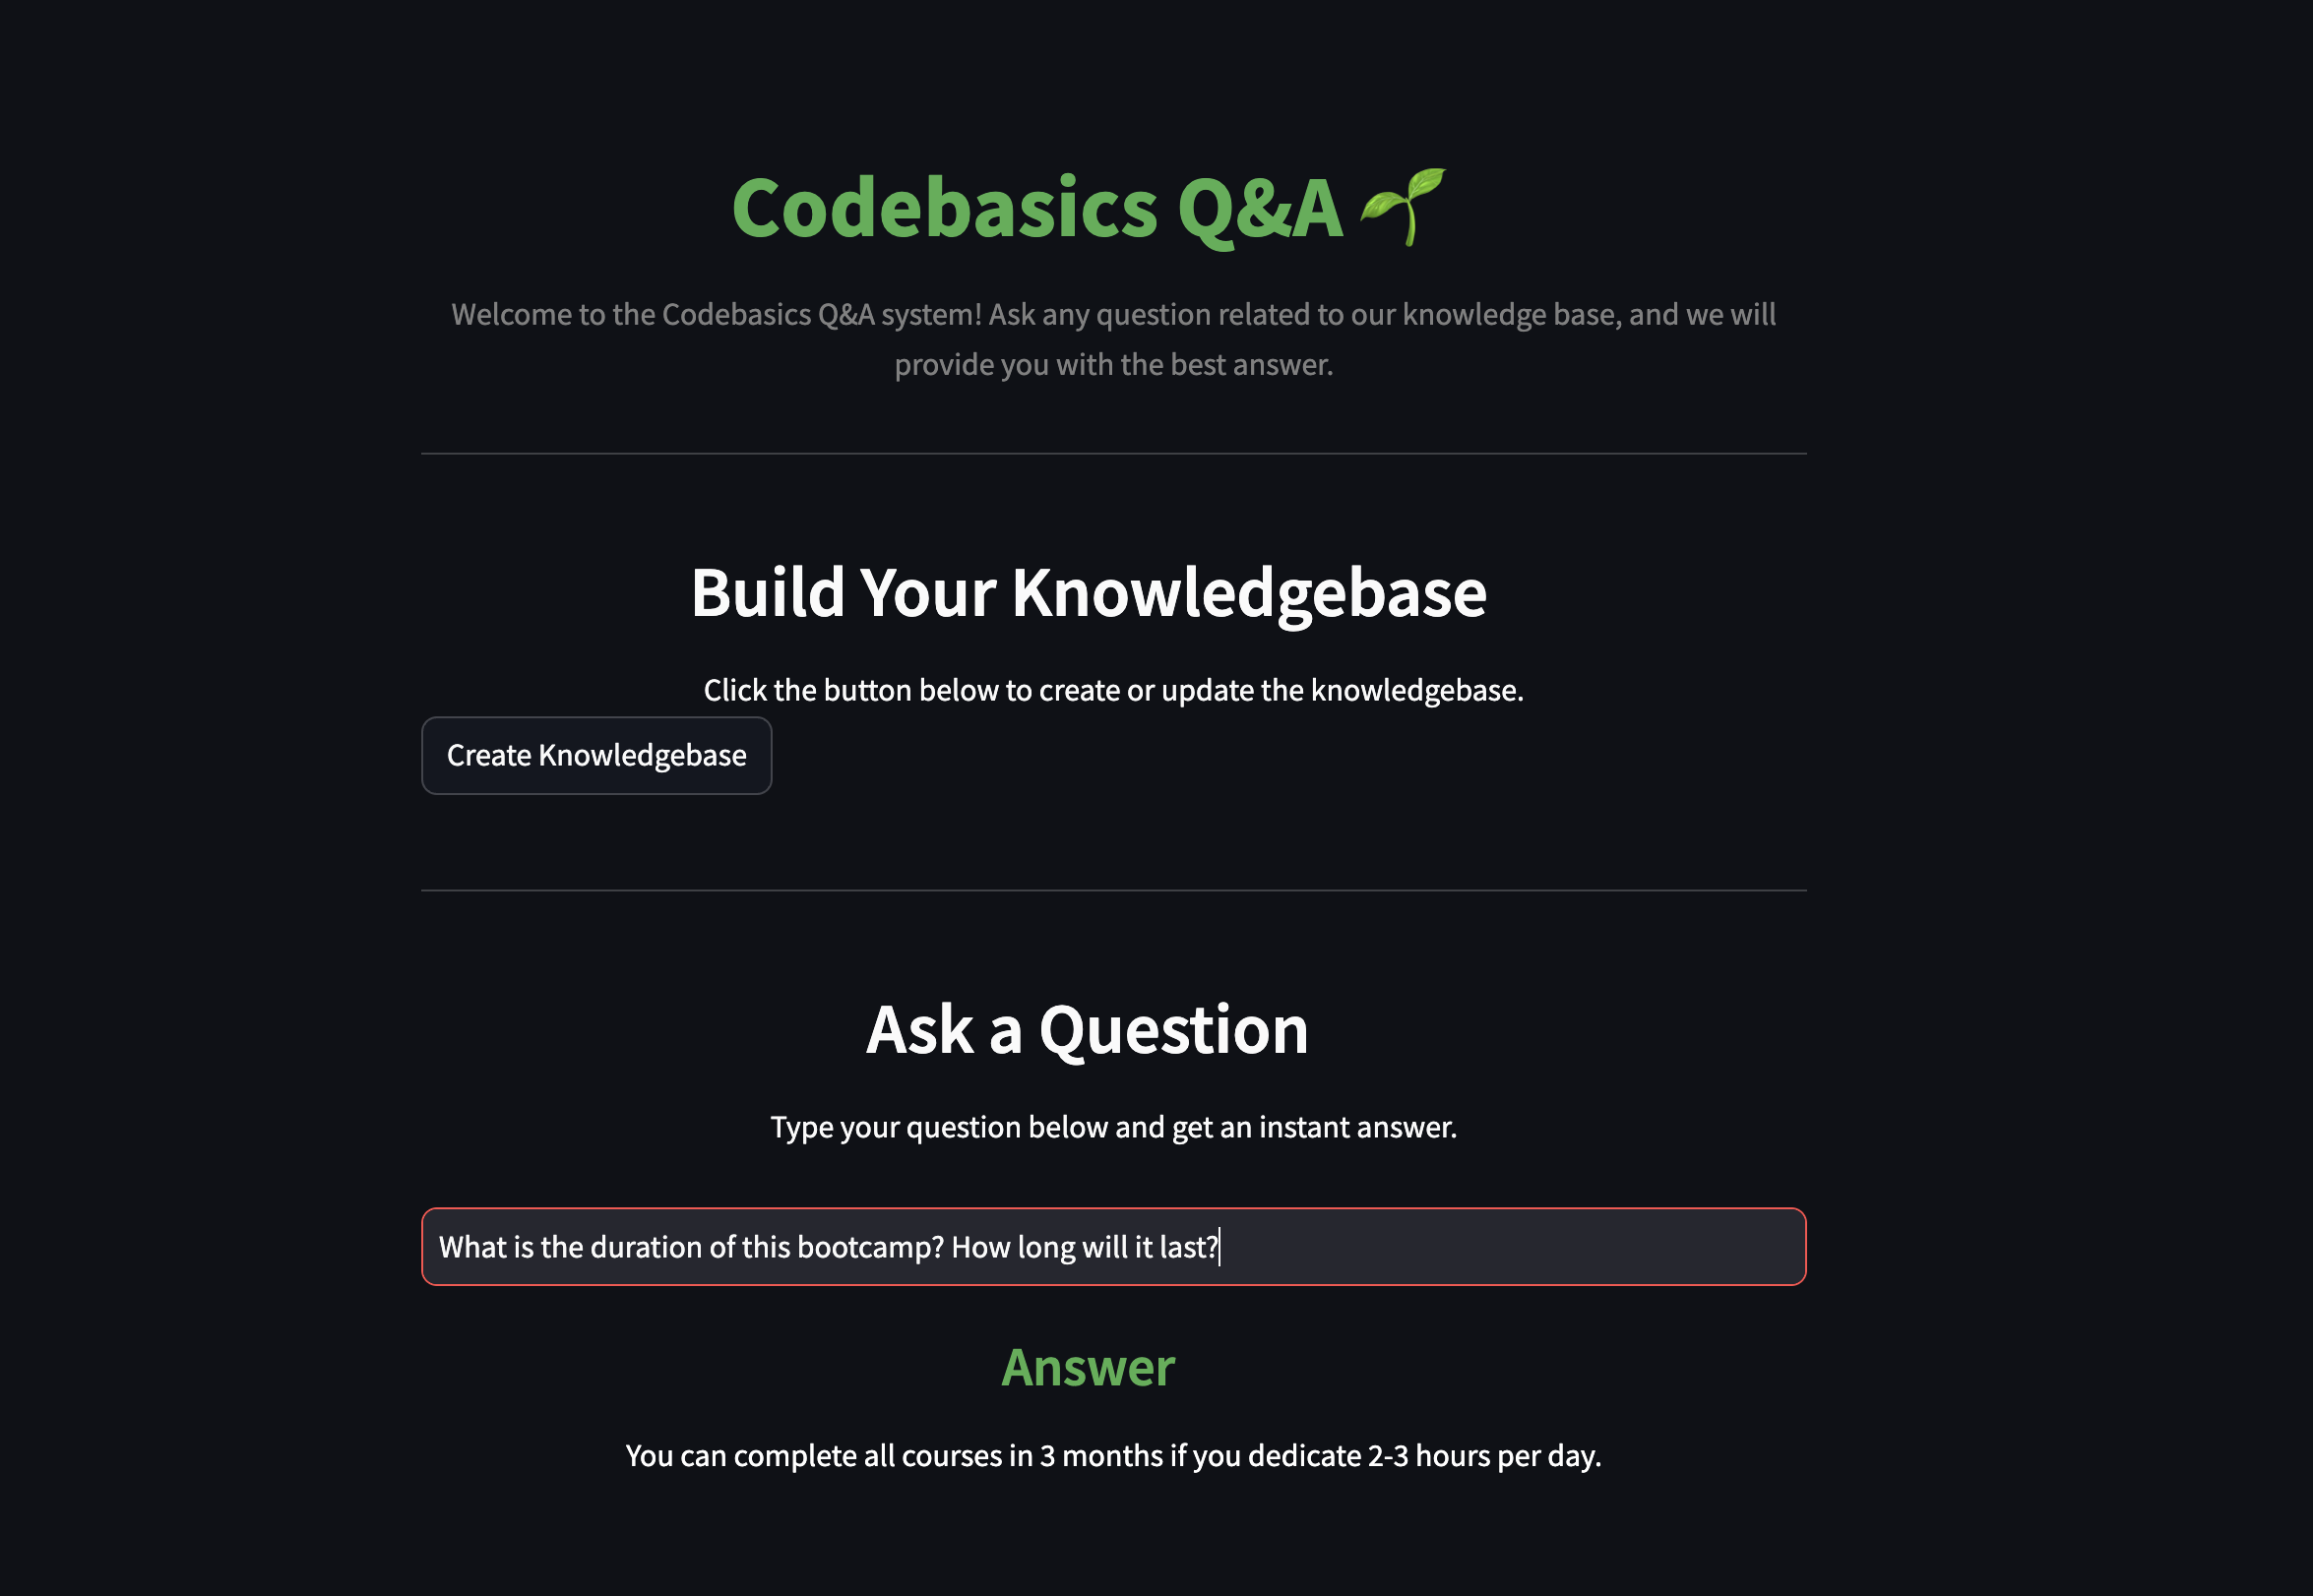 Codebasics Q&A 🌱
Welcome to the Codebasics Q&A system! Ask any question related to our knowledge base, and we will
provide you with the best answer.
Build Your Knowledgebase
Click the button below to create or update the knowledgebase.
Create Knowledgebase
Ask a Question
Type your question below and get an instant answer.
What is the duration of this bootcamp? How long will it last?
Answer
You can complete all courses in 3 months if you dedicate 2-3 hours per day.